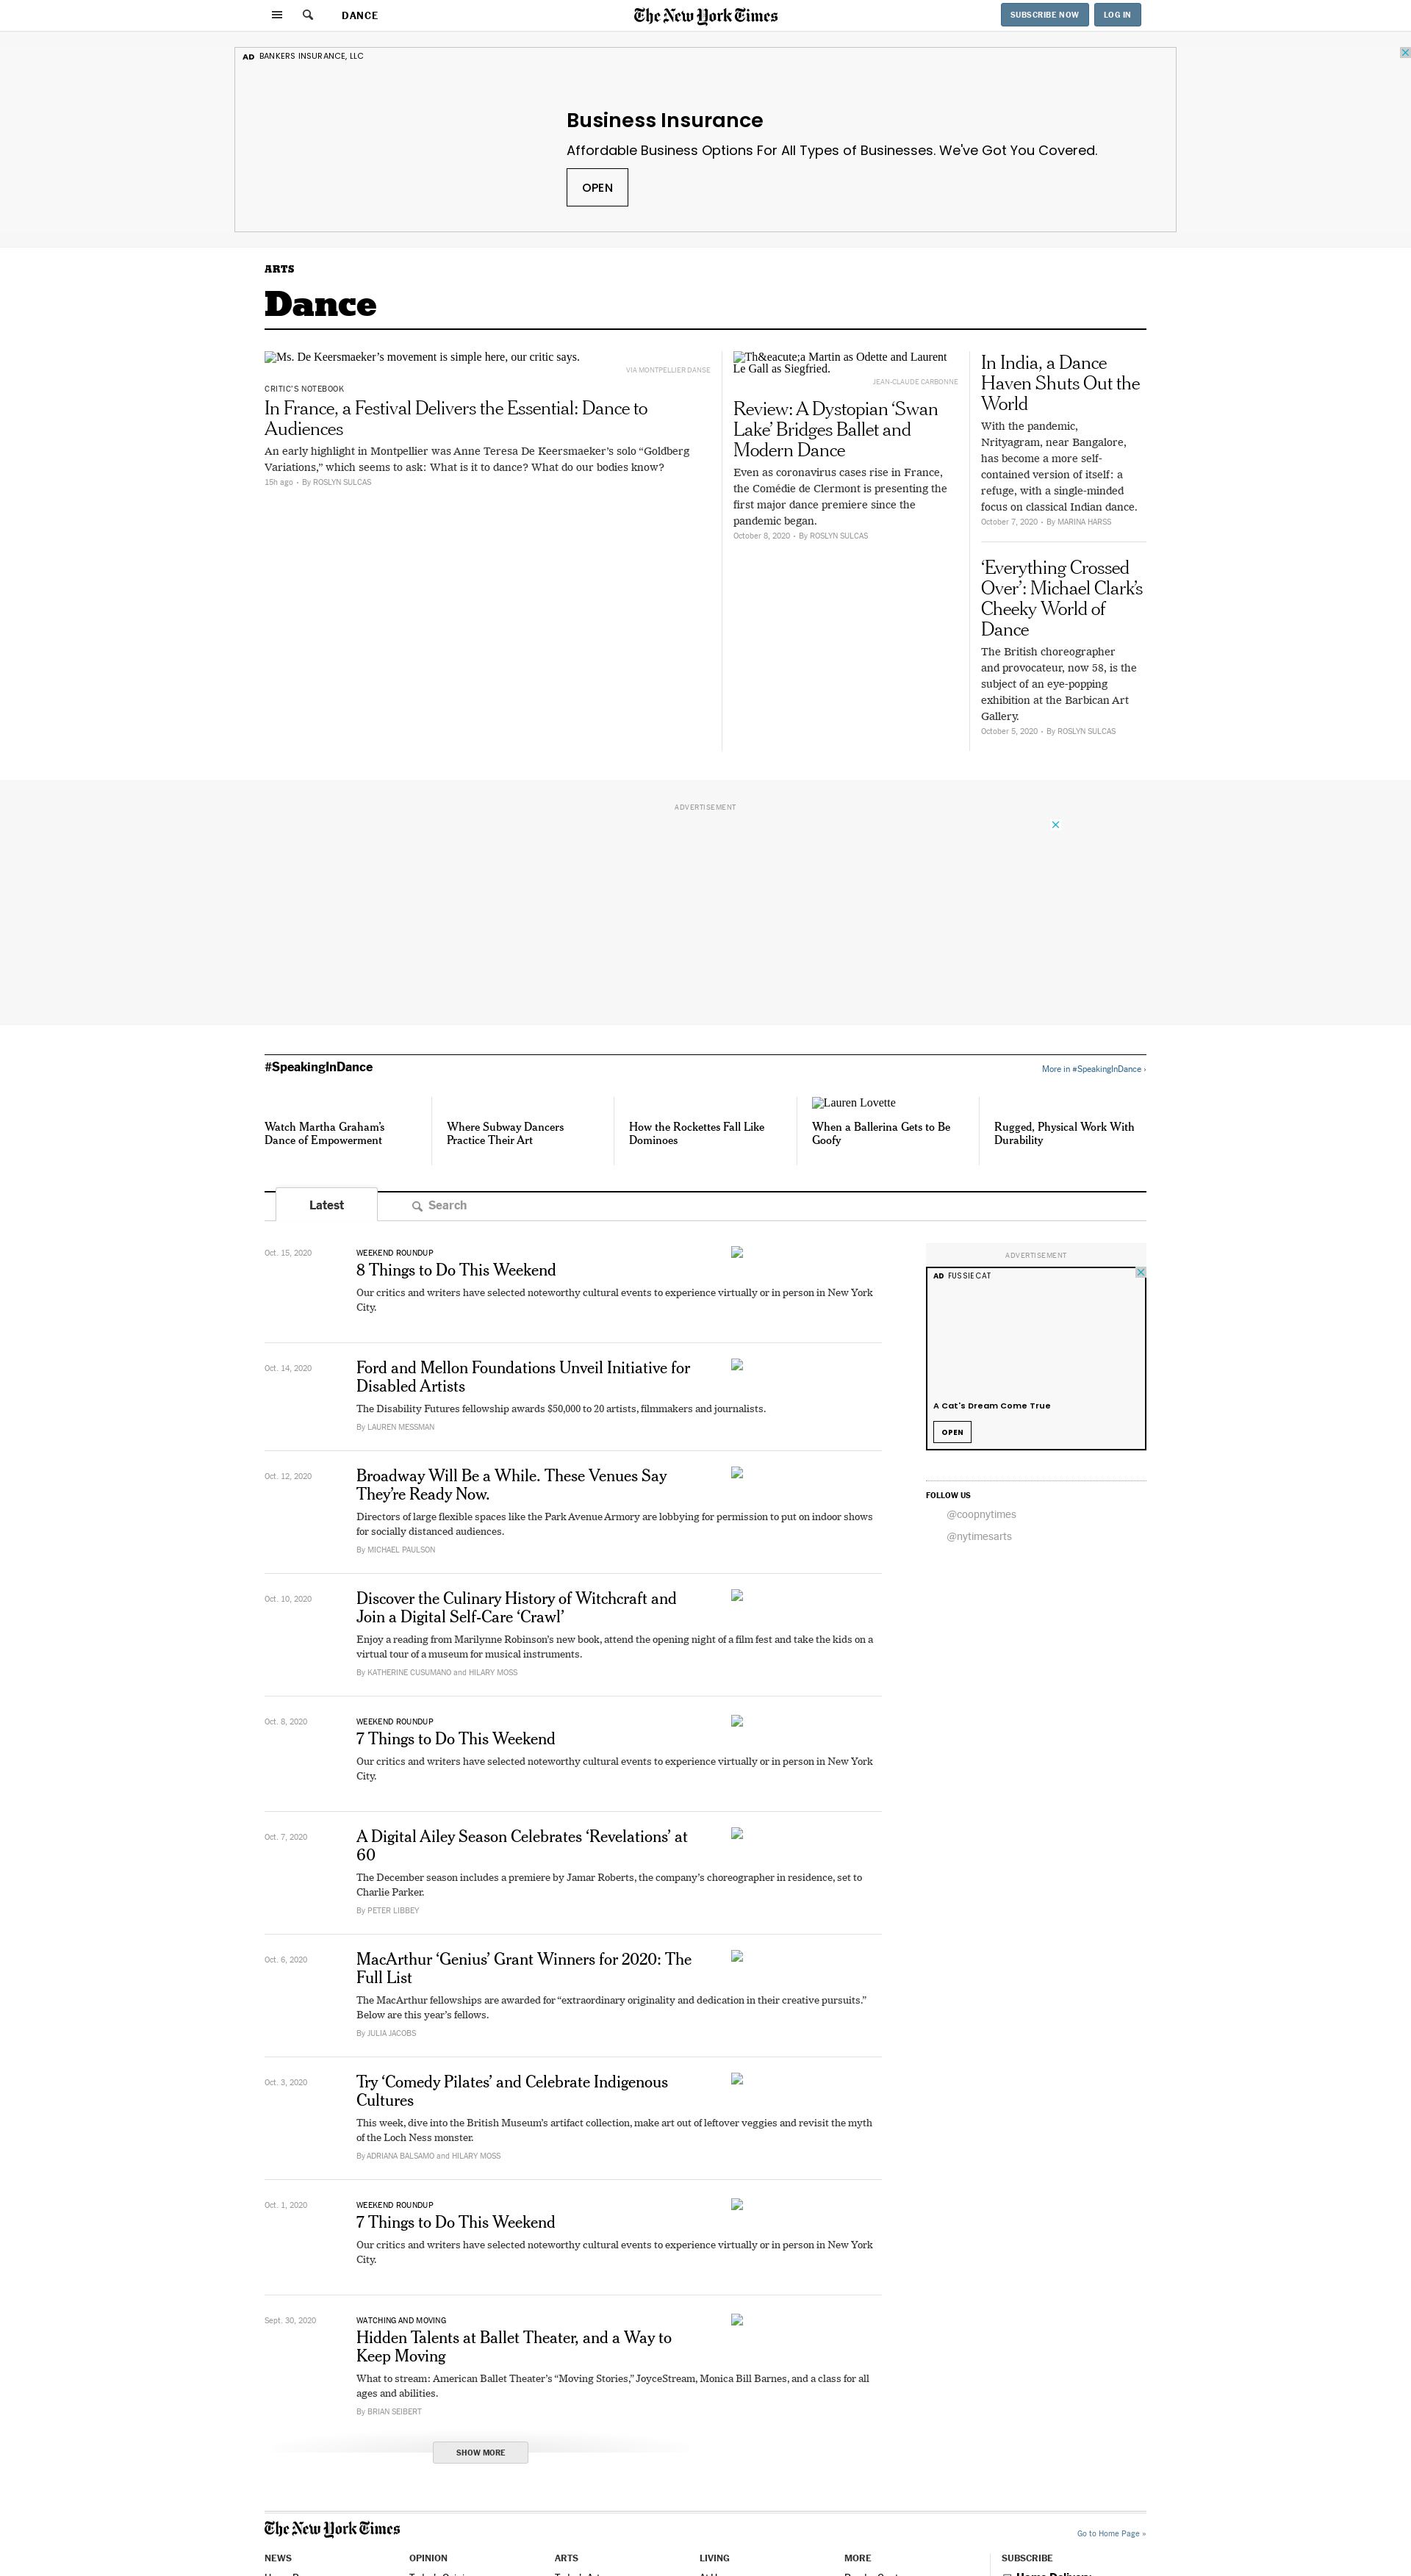 DANCE
The New York Times
SUBSCRIBE NOW
LOG IN
AD BANKERS INSURANCE, LLC
Business Insurance
Affordable Business Options For All Types of Businesses. We've Got You Covered.
OPEN
ARTS
Dance
Ms. De Keersmaeker’s movement is simple here, our critic says.
VIA MONTPELLIER DANSE
CRITIC'S NOTEBOOK
In France, a Festival Delivers the Essential: Dance to
Audiences
An early highlight in Montpellier was Anne Teresa De Keersmaeker’s solo “Goldberg
Variations,” which seems to ask: What is it to dance? What do our bodies know?
15h ago • By ROSLYN SULCAS
Th&eacute;a Martin as Odette and Laurent
Le Gall as Siegfried.
JEAN-CLAUDE CARBONNE
Review: A Dystopian ‘Swan
Lake’ Bridges Ballet and
Modern Dance
Even as coronavirus cases rise in France,
the Comédie de Clermont is presenting the
first major dance premiere since the
pandemic began.
October 8, 2020 • By ROSLYN SULCAS
In India, a Dance
Haven Shuts Out the
World
With the pandemic,
Nrityagram, near Bangalore,
has become a more self-
contained version of itself: a
refuge, with a single-minded
focus on classical Indian dance.
October 7, 2020 • By MARINA HARSS
‘Everything Crossed
Over’: Michael Clark’s
Cheeky World of
Dance
The British choreographer
and provocateur, now 58, is the
subject of an eye-popping
exhibition at the Barbican Art
Gallery.
October 5, 2020 • By ROSLYN SULCAS
ADVERTISEMENT
#SpeakingInDance
More in #SpeakingInDance ›
Watch Martha Graham’s
Dance of Empowerment
Where Subway Dancers
Practice Their Art
How the Rockettes Fall Like
Dominoes
Lauren Lovette
When a Ballerina Gets to Be
Goofy
Rugged, Physical Work With
Durability
Latest
Search
Oct. 15, 2020
WEEKEND ROUNDUP
8 Things to Do This Weekend
Our critics and writers have selected noteworthy cultural events to experience virtually or in person in New York
City.
Oct. 14, 2020
Ford and Mellon Foundations Unveil Initiative for
Disabled Artists
The Disability Futures fellowship awards $50,000 to 20 artists, filmmakers and journalists.
By LAUREN MESSMAN
Oct. 12, 2020
Broadway Will Be a While. These Venues Say
They’re Ready Now.
Directors of large flexible spaces like the Park Avenue Armory are lobbying for permission to put on indoor shows
for socially distanced audiences.
By MICHAEL PAULSON
Oct. 10, 2020
Discover the Culinary History of Witchcraft and
Join a Digital Self-Care ‘Crawl’
Enjoy a reading from Marilynne Robinson’s new book, attend the opening night of a film fest and take the kids on a
virtual tour of a museum for musical instruments.
By KATHERINE CUSUMANO and HILARY MOSS
Oct. 8, 2020
WEEKEND ROUNDUP
7 Things to Do This Weekend
Our critics and writers have selected noteworthy cultural events to experience virtually or in person in New York
City.
Oct. 7, 2020
A Digital Ailey Season Celebrates ‘Revelations’ at
60
The December season includes a premiere by Jamar Roberts, the company’s choreographer in residence, set to
Charlie Parker.
By PETER LIBBEY
Oct. 6, 2020
MacArthur ‘Genius’ Grant Winners for 2020: The
Full List
The MacArthur fellowships are awarded for “extraordinary originality and dedication in their creative pursuits.”
Below are this year’s fellows.
By JULIA JACOBS
Oct. 3, 2020
Try ‘Comedy Pilates’ and Celebrate Indigenous
Cultures
This week, dive into the British Museum’s artifact collection, make art out of leftover veggies and revisit the myth
of the Loch Ness monster.
By ADRIANA BALSAMO and HILARY MOSS
Oct. 1, 2020
WEEKEND ROUNDUP
7 Things to Do This Weekend
Our critics and writers have selected noteworthy cultural events to experience virtually or in person in New York
City.
Sept. 30, 2020
WATCHING AND MOVING
Hidden Talents at Ballet Theater, and a Way to
Keep Moving
What to stream: American Ballet Theater’s “Moving Stories,” JoyceStream, Monica Bill Barnes, and a class for all
ages and abilities.
By BRIAN SEIBERT
SHOW MORE
ADVERTISEMENT
AD FUSSIECAT
A Cat's Dream Come True
OPEN
FOLLOW US
@coopnytimes
@nytimesarts
The New York Times
Go to Home Page »
NEWS
OPINION
ARTS
LIVING
MORE
SUBSCRIBE